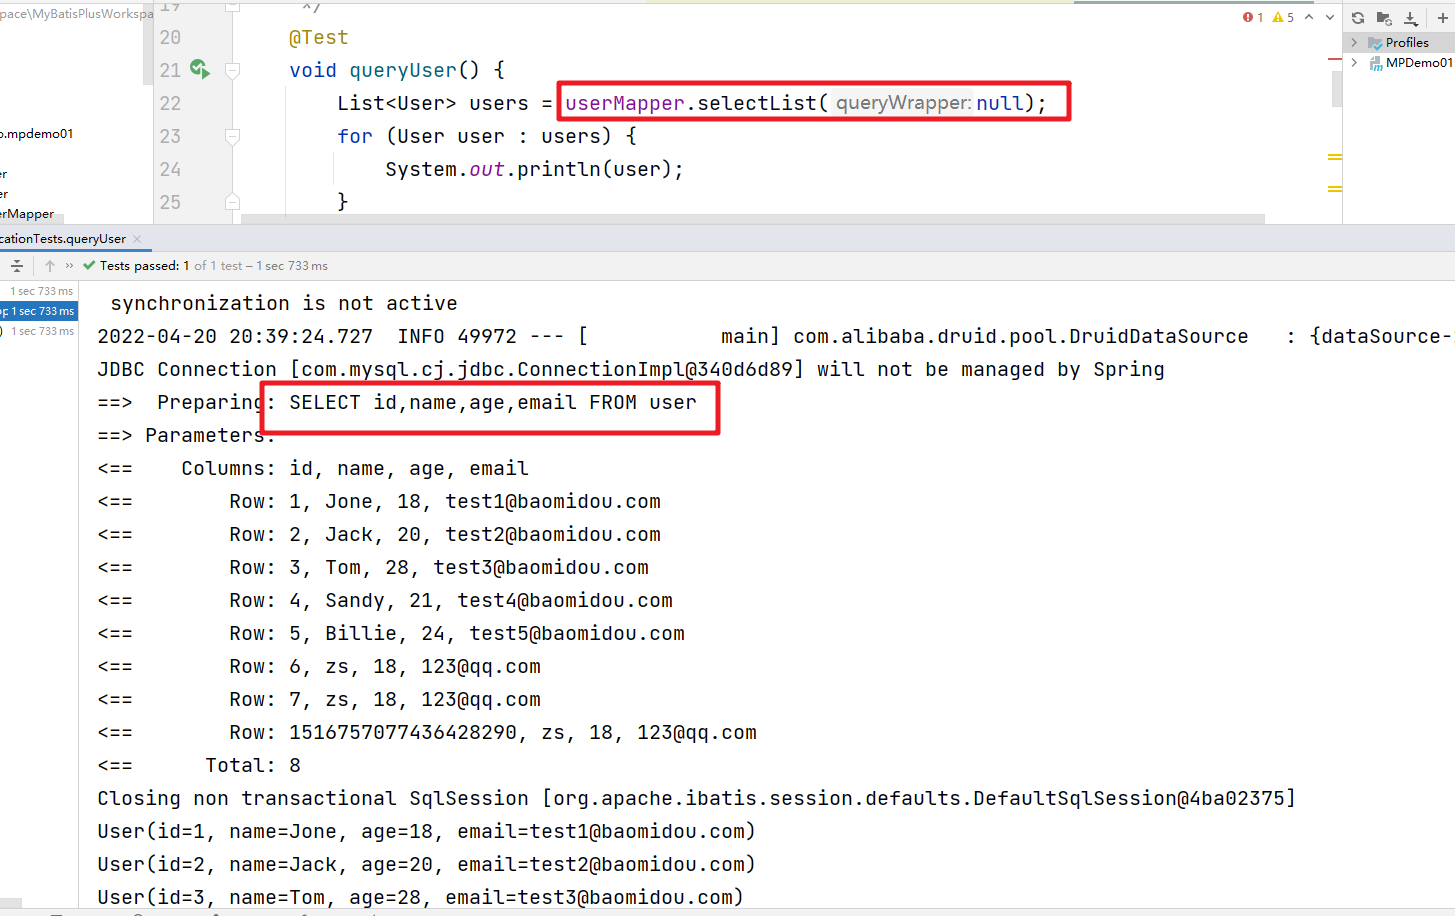 pace\MyBatisPlusWorkspa
19 */
1 5
20 @Test
Profiles
21 void queryUser() {
MPDemo01
22 List<User> users = userMapper.selectList( queryWrapper: null);
23 for (User user : users) {
o.mpdemo01
24 System.out.println(user);
er
er
25 }
erMapper
cationTests.queryUser ×
» Tests passed: 1 of 1 test – 1 sec 733 ms
1 sec 733 ms
1 sec 733 ms
) 1 sec 733 ms
synchronization is not active
2022-04-20 20:39:24.727 INFO 49972 --- [ main] com.alibaba.druid.pool.DruidDataSource : {dataSource-
JDBC Connection [com.mysql.cj.jdbc.ConnectionImpl@340d6d89] will not be managed by Spring
==> Preparing: SELECT id,name,age,email FROM user
==> Parameters:
<== Columns: id, name, age, email
<== Row: 1, Jone, 18, test1@baomidou.com
<== Row: 2, Jack, 20, test2@baomidou.com
<== Row: 3, Tom, 28, test3@baomidou.com
<== Row: 4, Sandy, 21, test4@baomidou.com
<== Row: 5, Billie, 24, test5@baomidou.com
<== Row: 6, zs, 18, 123@qq.com
<== Row: 7, zs, 18, 123@qq.com
<== Row: 1516757077436428290, zs, 18, 123@qq.com
<== Total: 8
Closing non transactional SqlSession [org.apache.ibatis.session.defaults.DefaultSqlSession@4ba02375]
User(id=1, name=Jone, age=18, email=test1@baomidou.com)
User(id=2, name=Jack, age=20, email=test2@baomidou.com)
User(id=3, name=Tom, age=28, email=test3@baomidou.com)